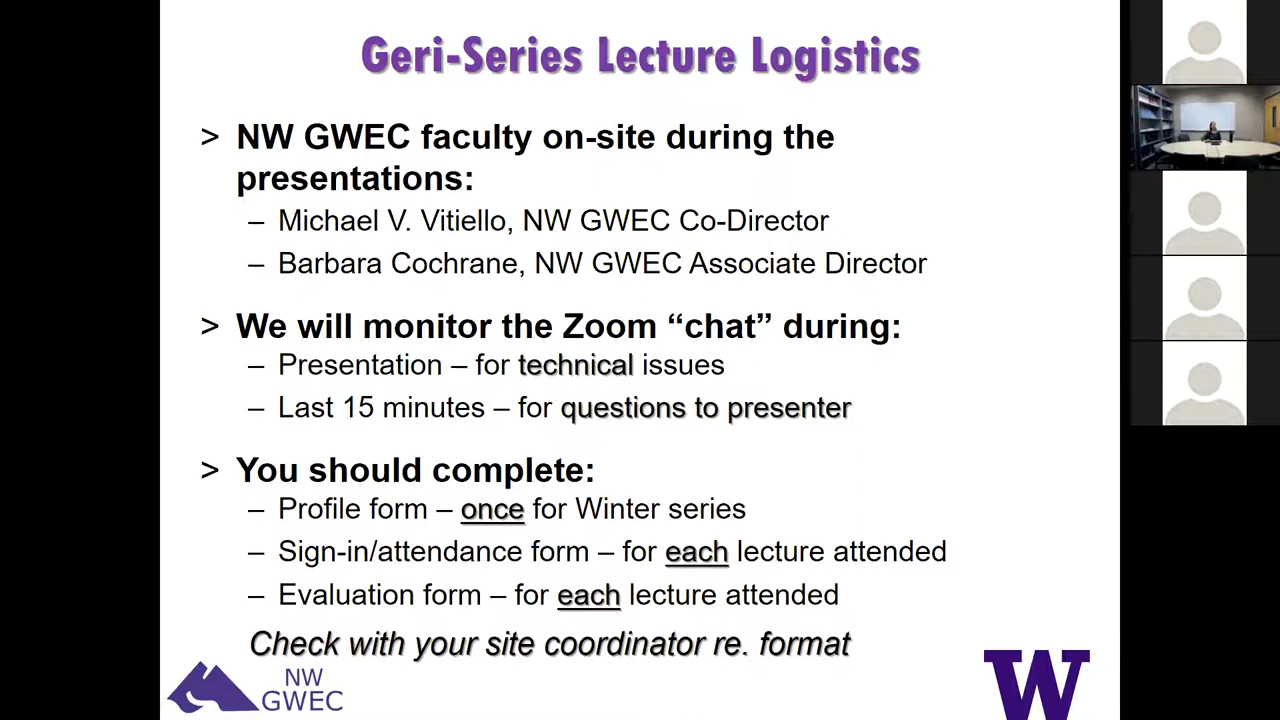 Geri-Series Lecture Logistics
> NW GWEC faculty on-site during the
presentations:
– Michael V. Vitiello, NW GWEC Co-Director
– Barbara Cochrane, NW GWEC Associate Director
> We will monitor the Zoom “chat” during:
– Presentation – for technical issues
– Last 15 minutes – for questions to presenter
> You should complete:
– Profile form – once for Winter series
– Sign-in/attendance form – for each lecture attended
– Evaluation form – for each lecture attended
Check with your site coordinator re. format
NW
GWEC
W